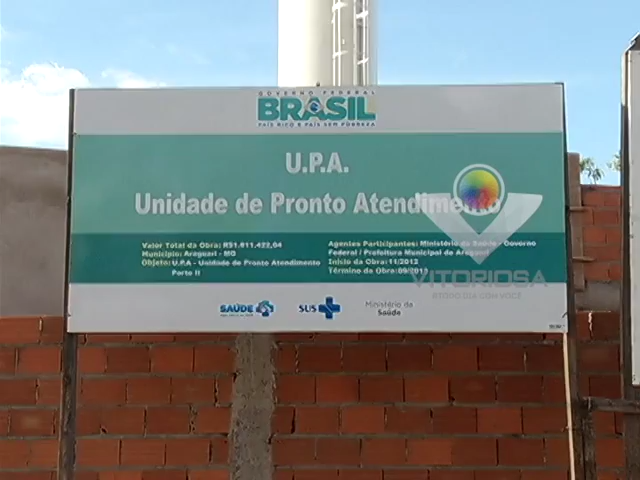 GOVERNO FEDERAL
BRASIL
PAÍS RICO É PAÍS SEM POBREZA
U.P.A.
Unidade de Pronto Atendimento
Valor Total da Obra: R$1.611.422,04
Município: Araguari - MG
Objeto: U.P.A - Unidade de Pronto Atendimento
Porte II
Agentes Participantes: Ministério da Saúde - Governo
Federal / Prefeitura Municipal de Araguari
Início da Obra: 11/2012
Término da Obra: 09/2013
VITORIOSA
SAÚDE
SUS
Ministério da
Saúde